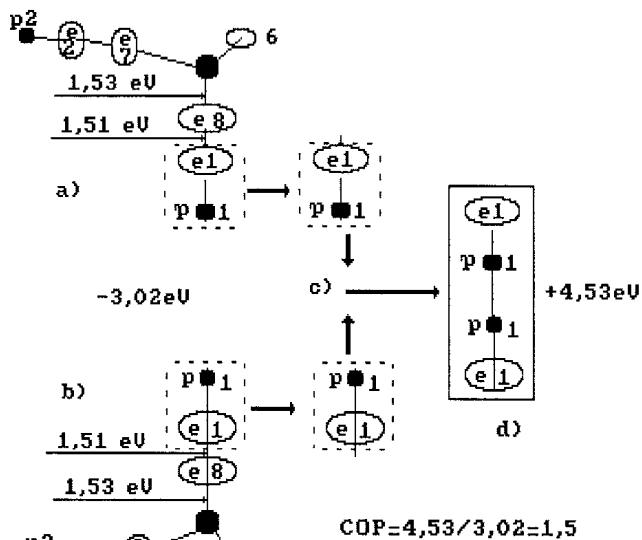 p2
e 2
e 7
6
1,53 eV
e 8
1,51 eV
e1
e1
a)
p 1
p 1
e1
p 1
-3,02eV
c)
+4,53eV
p 1
p 1
p 1
e 1
b)
e 1
e 1
d)
1,51 eV
e 8
1,53 eV
COP=4,53/3,02=1,5
p2